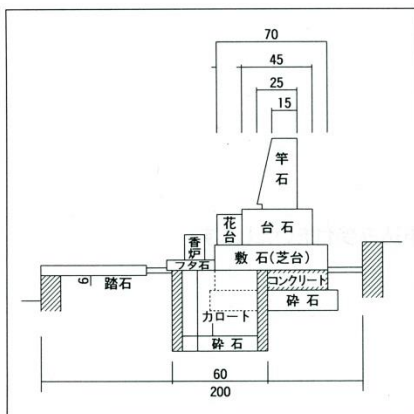 70
45
25
15
竿石
花台
台石
香炉
フタ石
敷石(芝台)
コンクリート
6
踏石
砕石
カロート
砕石
60
200